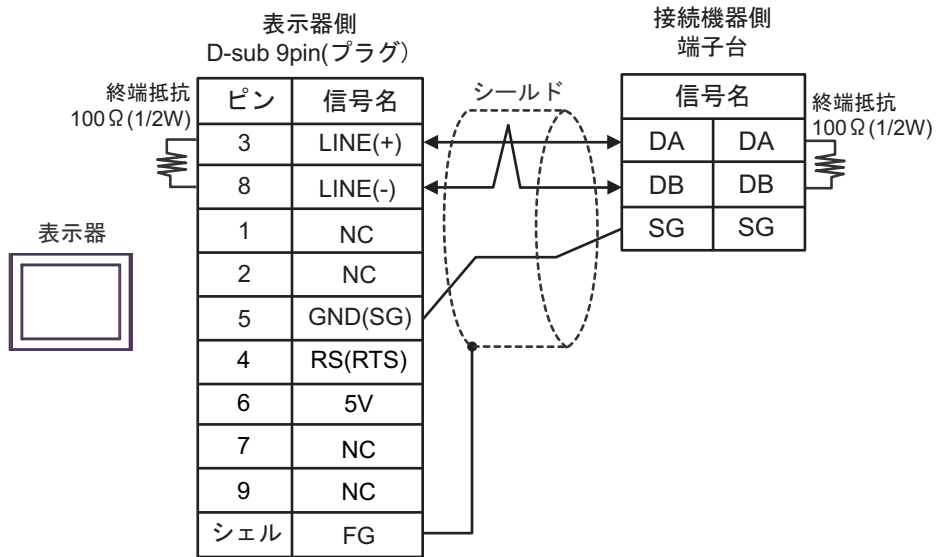 表示器側
D-sub 9pin(プラグ)
接続機器側
端子台
終端抵抗
100Ω(1/2W)
ピン 信号名
シールド
信号名
終端抵抗
100Ω(1/2W)
3 LINE(+)
DA DA
8 LINE(-)
DB DB
表示器
1 NC
SG SG
2 NC
5 GND(SG)
4 RS(RTS)
6 5V
7 NC
9 NC
シェル FG